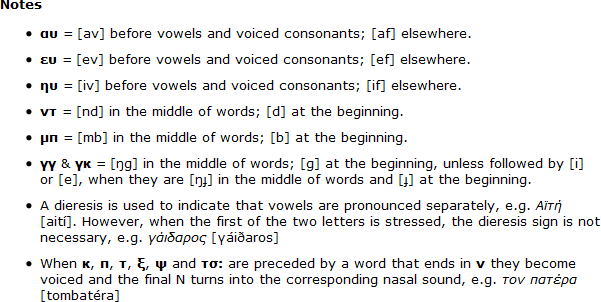 Notes
• αυ = [av] before vowels and voiced consonants; [af] elsewhere.
• ευ = [ev] before vowels and voiced consonants; [ef] elsewhere.
• ηυ = [iv] before vowels and voiced consonants; [if] elsewhere.
• ντ = [nd] in the middle of words; [d] at the beginning.
• μπ = [mb] in the middle of words; [b] at the beginning.
• γγ & γκ = [ŋg] in the middle of words; [g] at the beginning, unless followed by [i]
or [e], when they are [ŋɟ] in the middle of words and [ɟ] at the beginning.
• A dieresis is used to indicate that vowels are pronounced separately, e.g. Αϊτή
[aití]. However, when the first of the two letters is stressed, the dieresis sign is not
necessary, e.g. γάιδαρος [γáiðaros]
• When κ, π, τ, ξ, ψ and τσ: are preceded by a word that ends in ν they become
voiced and the final N turns into the corresponding nasal sound, e.g. τον πατέρα
[tombatéra]